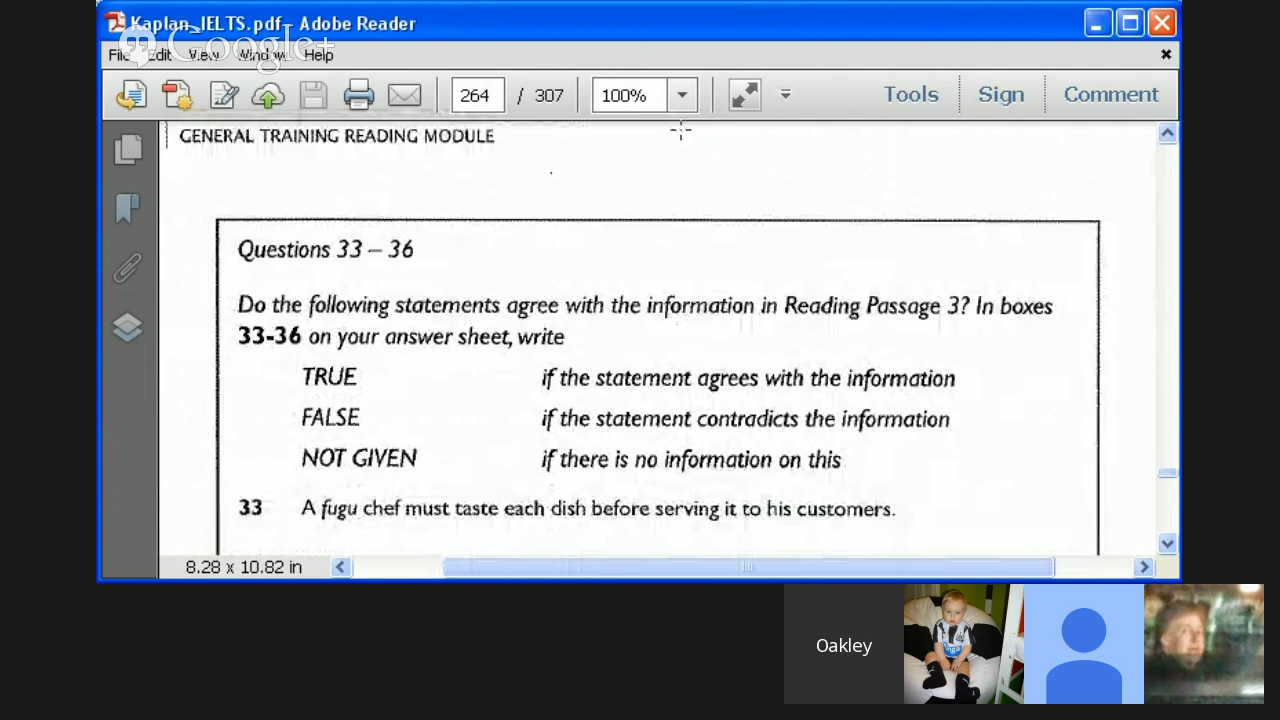 Kaplan_IELTS.pdf - Adobe Reader
Google+
File Edit View Window Help
264 / 307 100% Tools Sign Comment
GENERAL TRAINING READING MODULE
Questions 33 – 36
Do the following statements agree with the information in Reading Passage 3? In boxes
33-36 on your answer sheet, write
TRUE if the statement agrees with the information
FALSE if the statement contradicts the information
NOT GIVEN if there is no information on this
33 A fugu chef must taste each dish before serving it to his customers.
8.28 x 10.82 in
Oakley